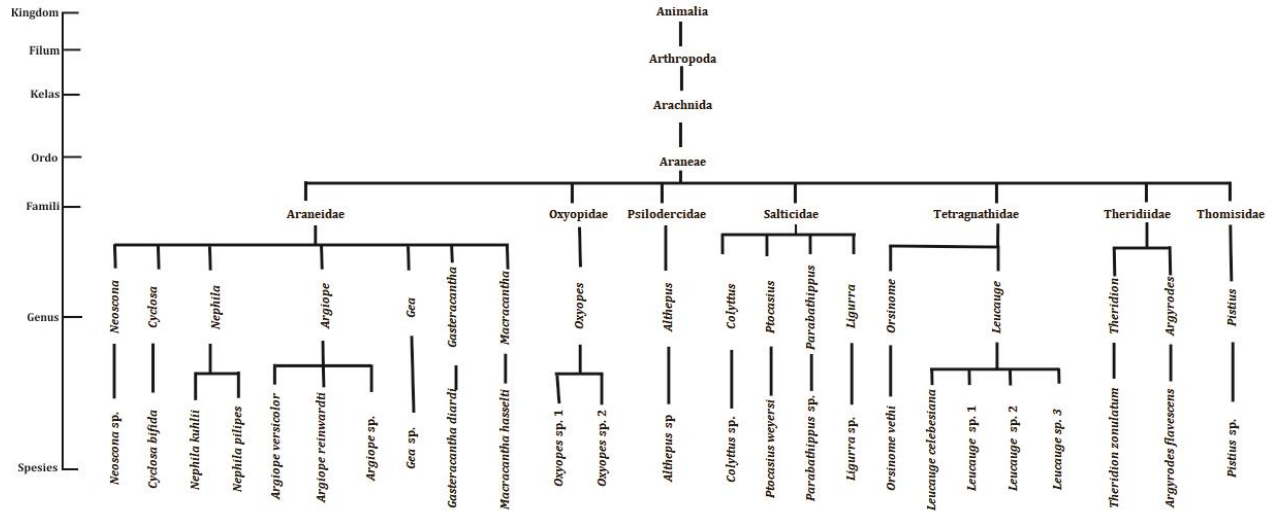 Kingdom
Animalia
Filum
Arthropoda
Kelas
Arachnida
Ordo
Araneae
Famili
Araneidae
Oxyopidae
Psilodercidae
Salticidae
Tetragnathidae
Theridiidae
Thomisidae
Genus
Neoscona
Cyclosa
Nephila
Argiope
Gea
Gasteracantha
Macracantha
Oxyopes
Althepus
Colyttus
Ptocasius
Parabathippus
Ligurra
Orsinome
Leucauge
Theridion
Argyrodes
Pistius
Spesies
Neoscona sp.
Cyclosa bifida
Nephila kuhlii
Nephila pilipes
Argiope versicolor
Argiope reinwardti
Argiope sp.
Gea sp.
Gasteracantha diardi
Macracantha hasselti
Oxyopes sp. 1
Oxyopes sp. 2
Althepus sp
Colyttus sp.
Ptocasius weyersi
Parabathippus sp.
Ligurra sp.
Orsinome vethi
Leucauge celebesiana
Leucauge sp. 1
Leucauge sp. 2
Leucauge sp. 3
Theridion zonulatum
Argyrodes flavescens
Pistius sp.